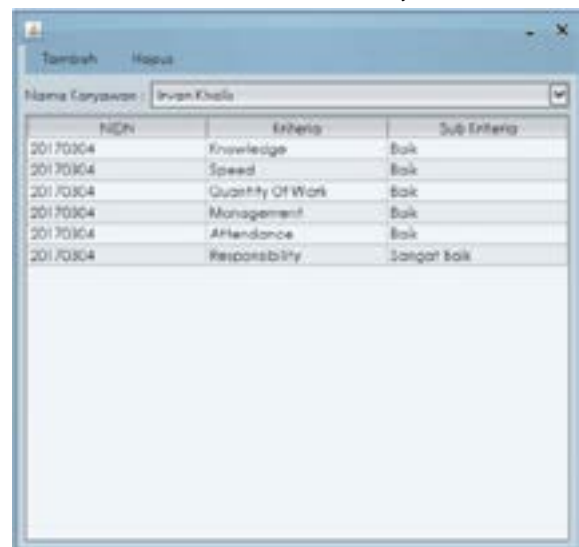 Tambah Hapus
Nama Karyawan : Irvan Kholis
NIDN Kriteria Sub Kriteria
20170304 Knowledge Baik
20170304 Speed Baik
20170304 Quantity Of Work Baik
20170304 Management Baik
20170304 Attendance Baik
20170304 Responsibility Sangat Baik